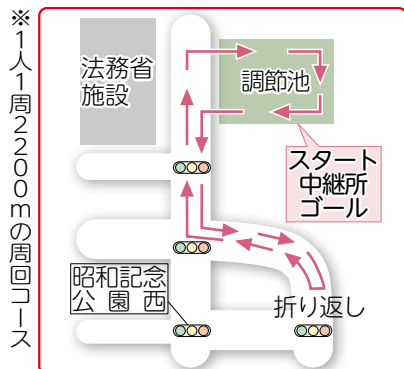 ※1人1周2200mの周回コース
法務省
施設
調節池
スタート
中継所
ゴール
昭和記念
公園西
折り返し